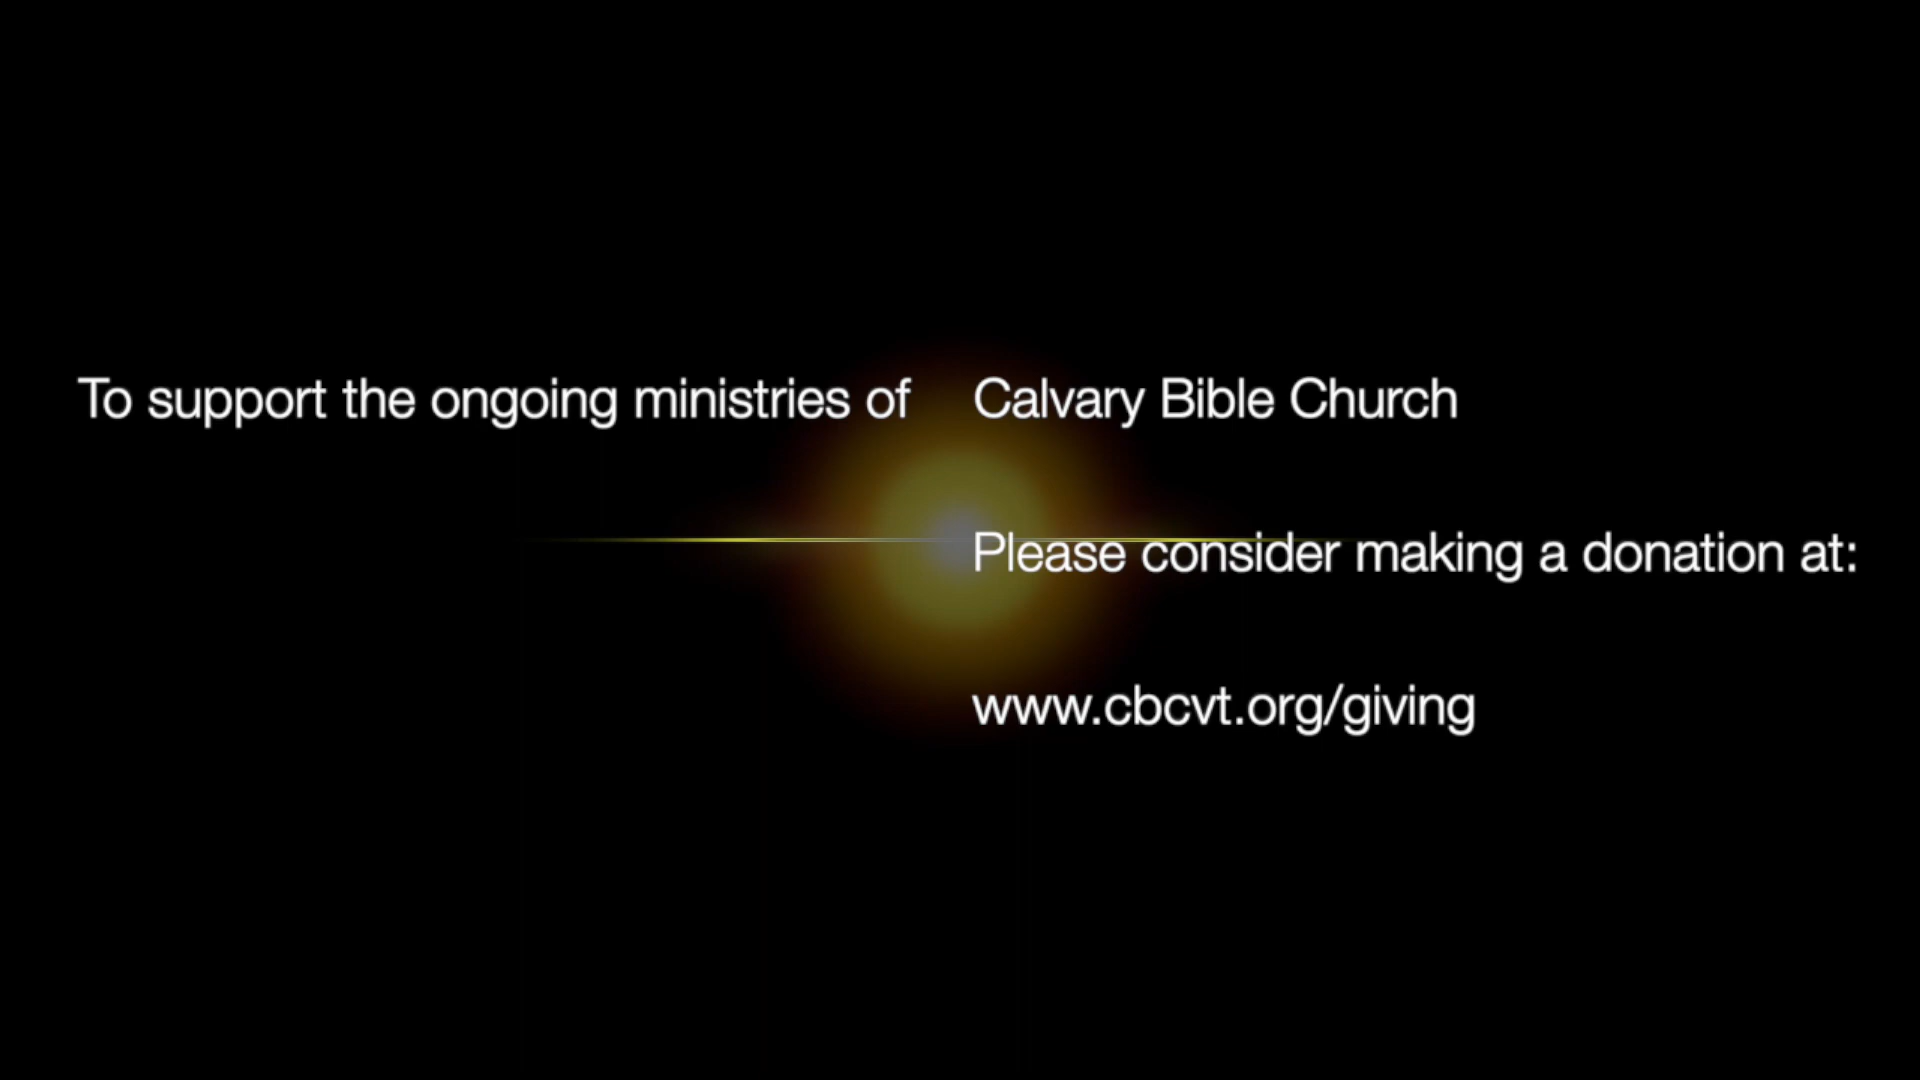 To support the ongoing ministries of Calvary Bible Church
Please consider making a donation at:
www.cbcvt.org/giving